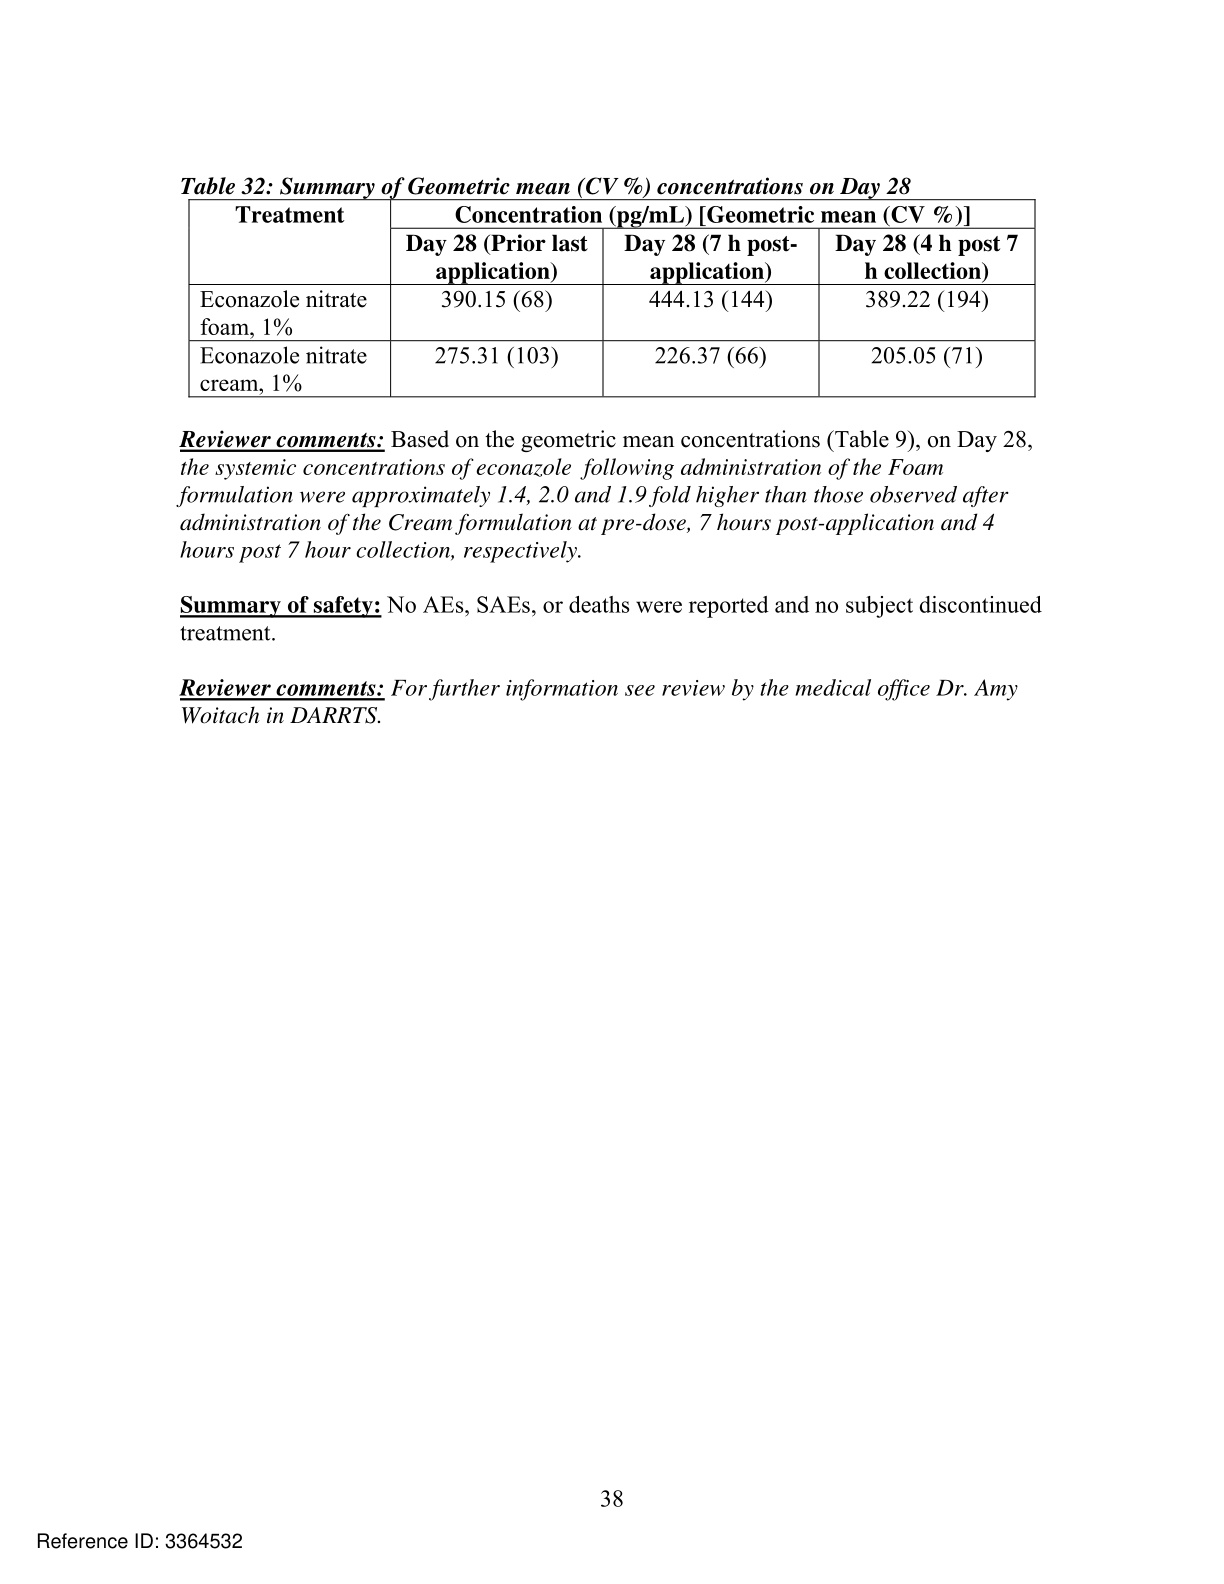 Table 32: Summary of Geometric mean (CV %) concentrations on Day 28
Treatment
Concentration (pg/mL) [Geometric mean (CV %)]
Day 28 (Prior last
application)
Day 28 (7 h post-
application)
Day 28 (4 h post 7
h collection)
Econazole nitrate
foam, 1%
390.15 (68)
444.13 (144)
389.22 (194)
Econazole nitrate
cream, 1%
275.31 (103)
226.37 (66)
205.05 (71)
Reviewer comments: Based on the geometric mean concentrations (Table 9), on Day 28,
the systemic concentrations of econazole following administration of the Foam
formulation were approximately 1.4, 2.0 and 1.9 fold higher than those observed after
administration of the Cream formulation at pre-dose, 7 hours post-application and 4
hours post 7 hour collection, respectively.
Summary of safety: No AEs, SAEs, or deaths were reported and no subject discontinued
treatment.
Reviewer comments: For further information see review by the medical office Dr. Amy
Woitach in DARRTS.
38
Reference ID: 3364532